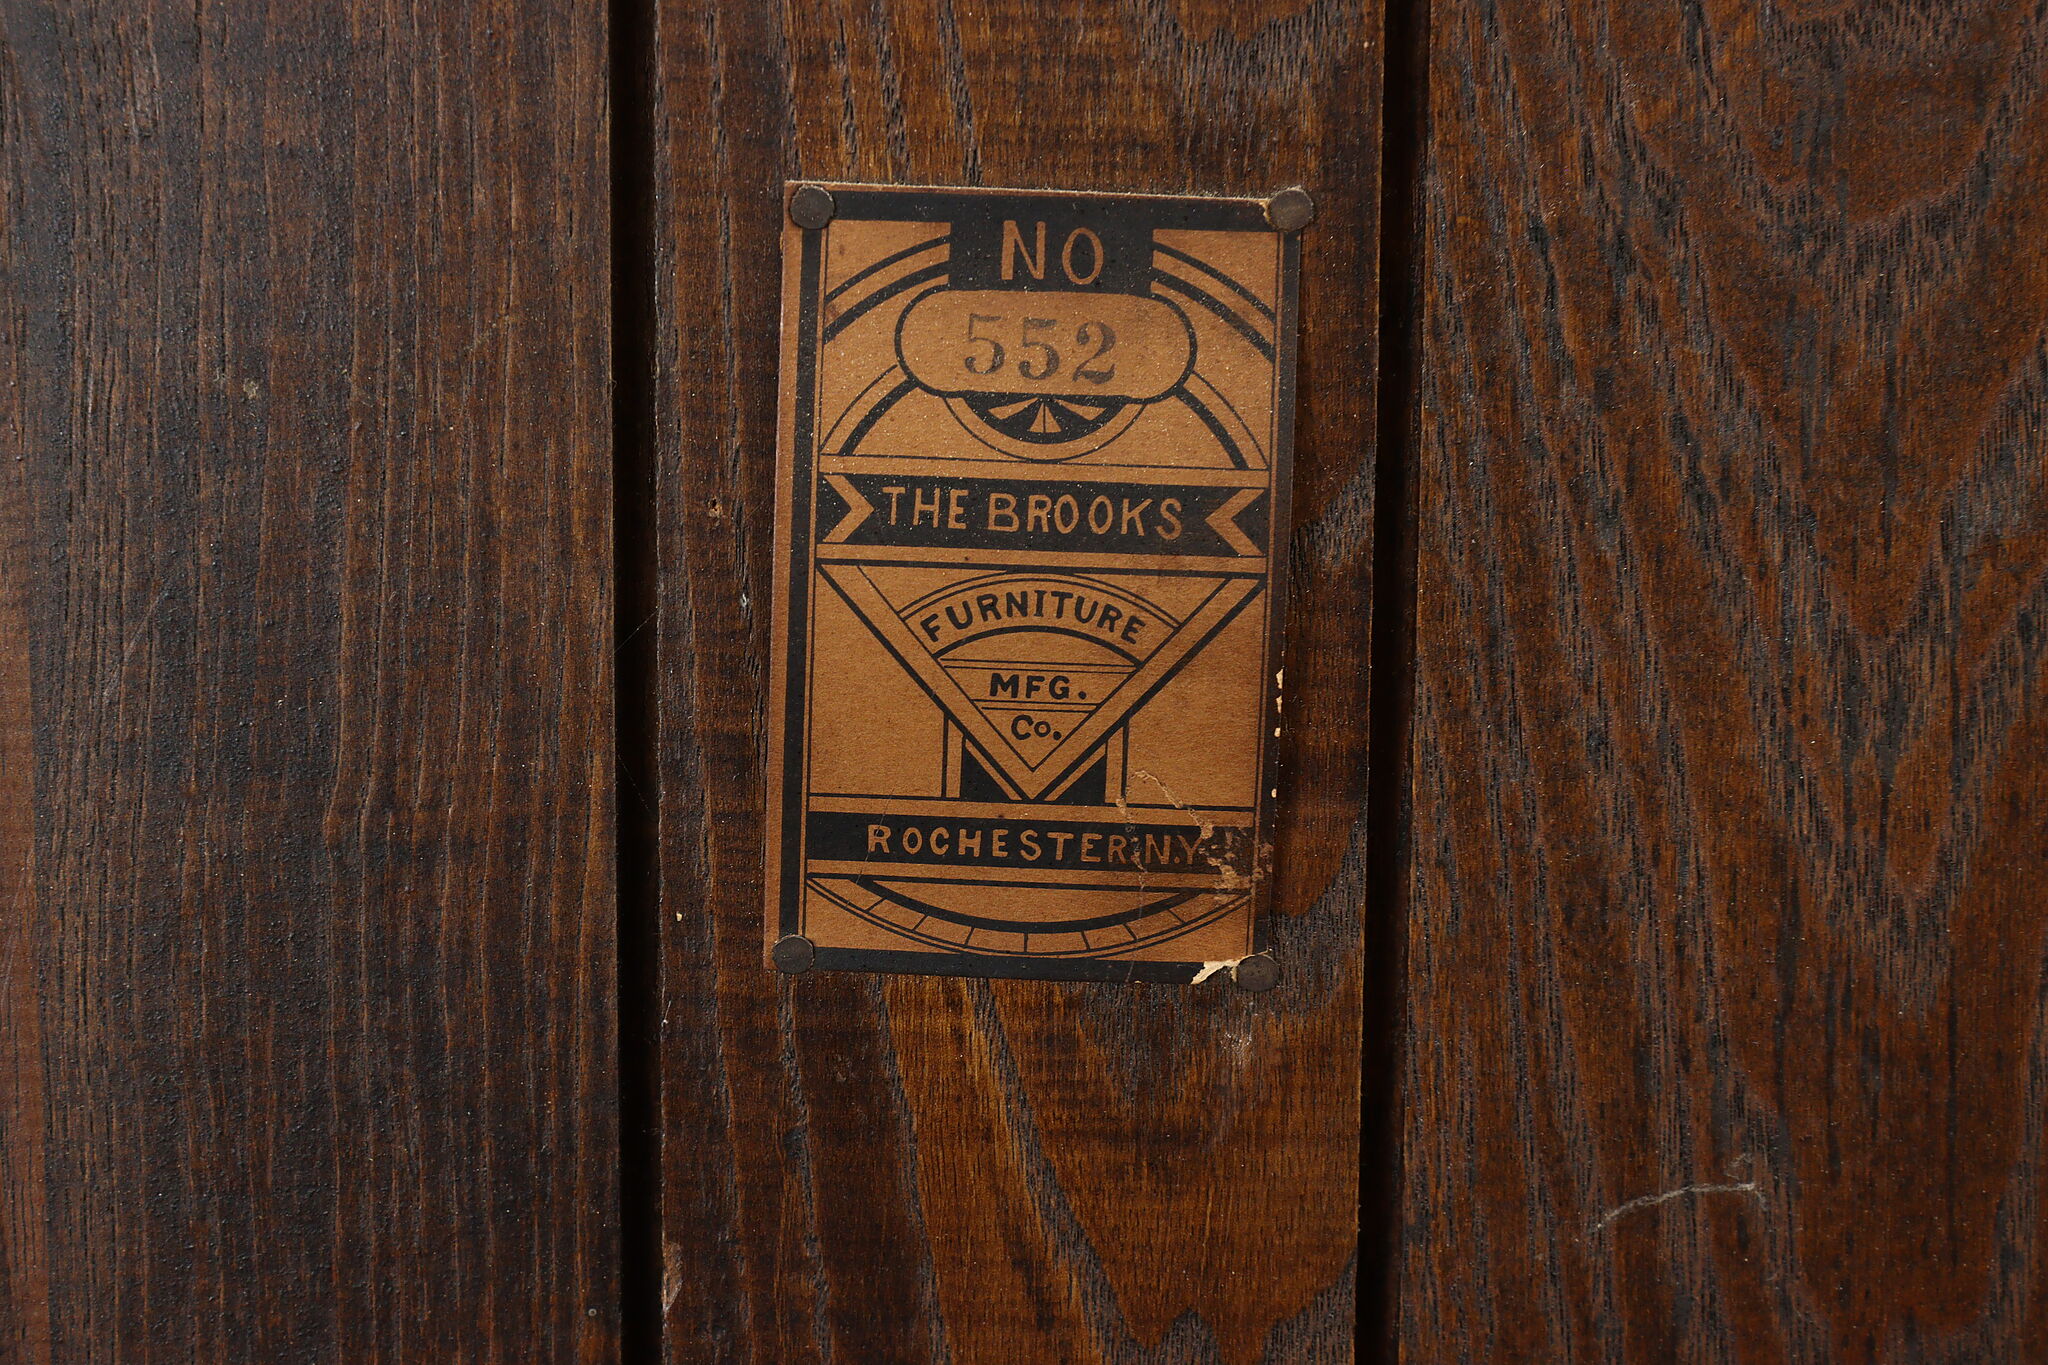 NO
552
THE BROOKS
FURNITURE
MFG.
Co.
ROCHESTER N.Y.